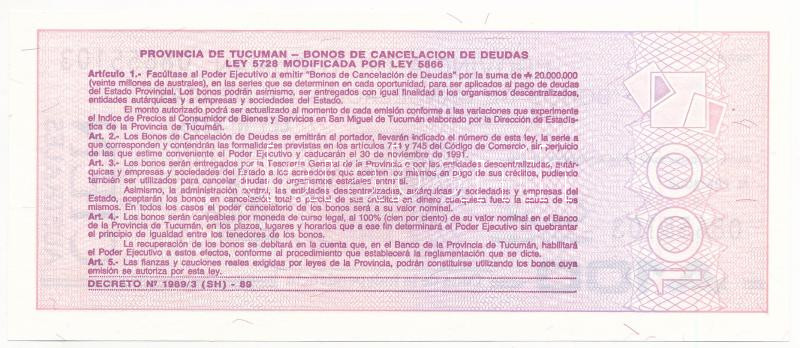 PROVINCIA DE TUCUMAN – BONOS DE CANCELACION DE DEUDAS
LEY 5728 MODIFICADA POR LEY 5866
Artículo 1.- Facúltase al Poder Ejecutivo a emitir "Bonos de Cancelación de Deudas" por la suma de ₳ 20.000.000
(veinte millones de australes), en las series que se determinen en cada oportunidad, para ser aplicados al pago de deudas
del Estado Provincial. Los bonos podrán asimismo, ser entregados con igual finalidad a los organismos descentralizados,
entidades autárquicas y a empresas y sociedades del Estado.
El monto autorizado podrá ser actualizado al momento de cada emisión conforme a las variaciones que experimente
el Indice de Precios al Consumidor de Bienes y Servicios en San Miguel de Tucumán elaborado por la Dirección de Estadís-
tica de la Provincia de Tucumán.
Art. 2.- Los Bonos de Cancelación de Deudas se emitirán al portador, llevarán indicado el número de esta ley, la serie a
que corresponden y contendrán las formalidades previstas en los artículos y 745 del Código de Comercio, sin perjuicio
de las que estime conveniente el Poder Ejecutivo y caducarán el 30 de noviembre de 1991.
Art. 3.- Los bonos serán entregados por la Tesorería General de la Provincia o por las entidades descentralizadas, autár-
quicas y empresas y sociedades del Estado a los acreedores que acepten los mismos en pago de sus créditos, pudiendo
también ser utilizados para cancelar deudas de organismos estatales entre sí.
Asimismo, la administración central, las entidades descentralizadas, autárquicas y sociedades y empresas del
Estado, aceptarán los bonos en cancelación total o parcial de sus créditos en dinero cualquiera fuera la causa de los
mismos. En todos los casos el poder cancelatorio de los bonos será a su valor nominal.
Art. 4.- Los bonos serán canjeables por moneda de curso legal, al 100% (cien por ciento) de su valor nominal en el Banco
de la Provincia de Tucumán, en los plazos, lugares y horarios que a ese fin determinará el Poder Ejecutivo sin quebrantar
el principio de igualdad entre los tenedores de los bonos.
La recuperación de los bonos se debitará en la cuenta que, en el Banco de la Provincia de Tucumán, habilitará
el Poder Ejecutivo a estos efectos, conforme al procedimiento que establecerá la reglamentación que se dicte.
Art. 5.- Las fianzas y cauciones reales exigidas por leyes de la Provincia, podrán constituirse utilizando los bonos cuya
emisión se autoriza por esta ley.
DECRETO Nº 1989/3 (SH) - 89
1000